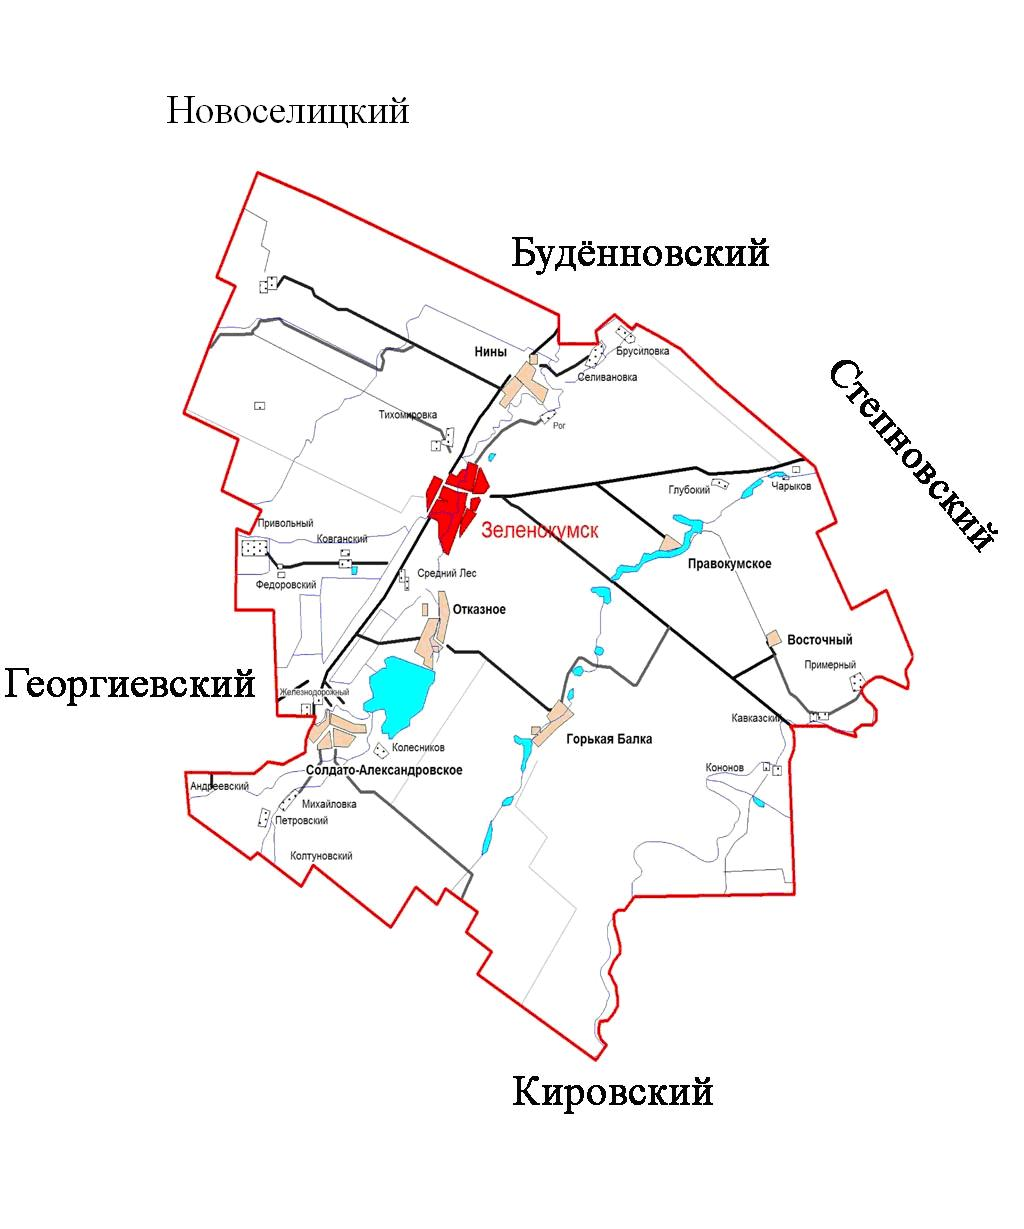 Новоселицкий
Будённовский
Степновский
Нины
Брусиловка
Селивановка
Тихомировка
Рог
Глубокий
Чарыков
Зеленокумск
Привольный
Ковганский
Федоровский
Средний Лес
Правокумское
Отказное
Восточный
Примерный
Георгиевский
Железнодорожный
Кавказский
Горькая Балка
Колесников
Солдато-Александровское
Кононов
Андреевский
Михайловка
Петровский
Колтуновский
Кировский